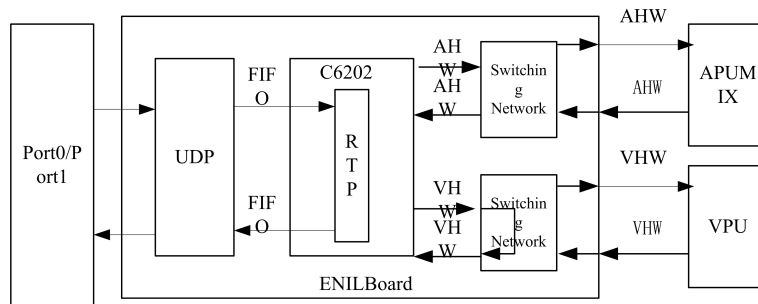 AHW
AH
W
FIF
O
C6202
Switchin
g
Network
APUM
IX
AH
W
AHW
Port0/P
ort1
UDP
R
T
P
VHW
VH
W
FIF
O
Switchin
g
Network
VPU
VH
W
VHW
ENILBoard